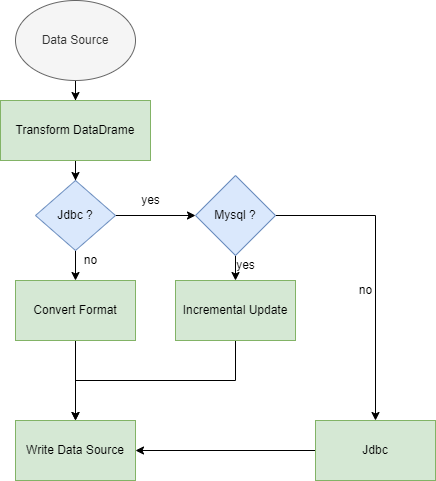 Data Source
Transform DataDrame
Jdbc ?
yes
Mysql ?
no
yes
no
Convert Format
Incremental Update
Write Data Source
Jdbc